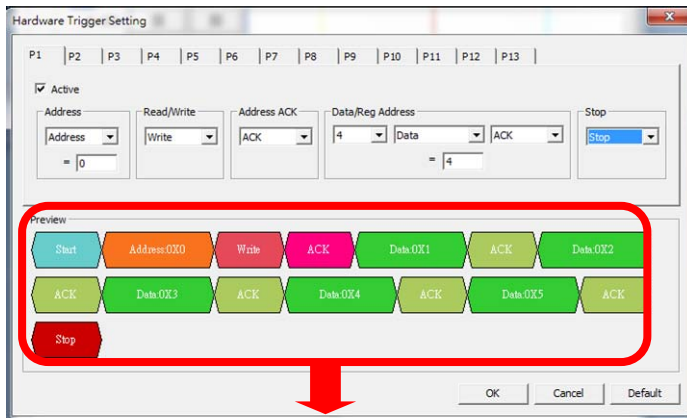 Hardware Trigger Setting
P1 P2 P3 P4 P5 P6 P7 P8 P9 P10 P11 P12 P13
Active
Address Read/Write Address ACK Data/Reg Address Stop
Address Write ACK 4 Data ACK Stop
= 0 = 4
Preview
Start Address:0X0 Write ACK Data:0X1 ACK Data:0X2
ACK Data:0X3 ACK Data:0X4 ACK Data:0X5 ACK
Stop
OK Cancel Default